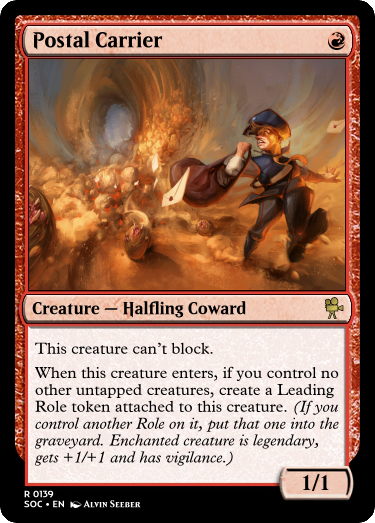 Postal Carrier
Creature — Halfling Coward
This creature can't block.
When this creature enters, if you control no
other untapped creatures, create a Leading
Role token attached to this creature. (If you
control another Role on it, put that one into the
graveyard. Enchanted creature is legendary,
gets +1/+1 and has vigilance.)
1/1
R 0139
SOC • EN Alvin Seeber